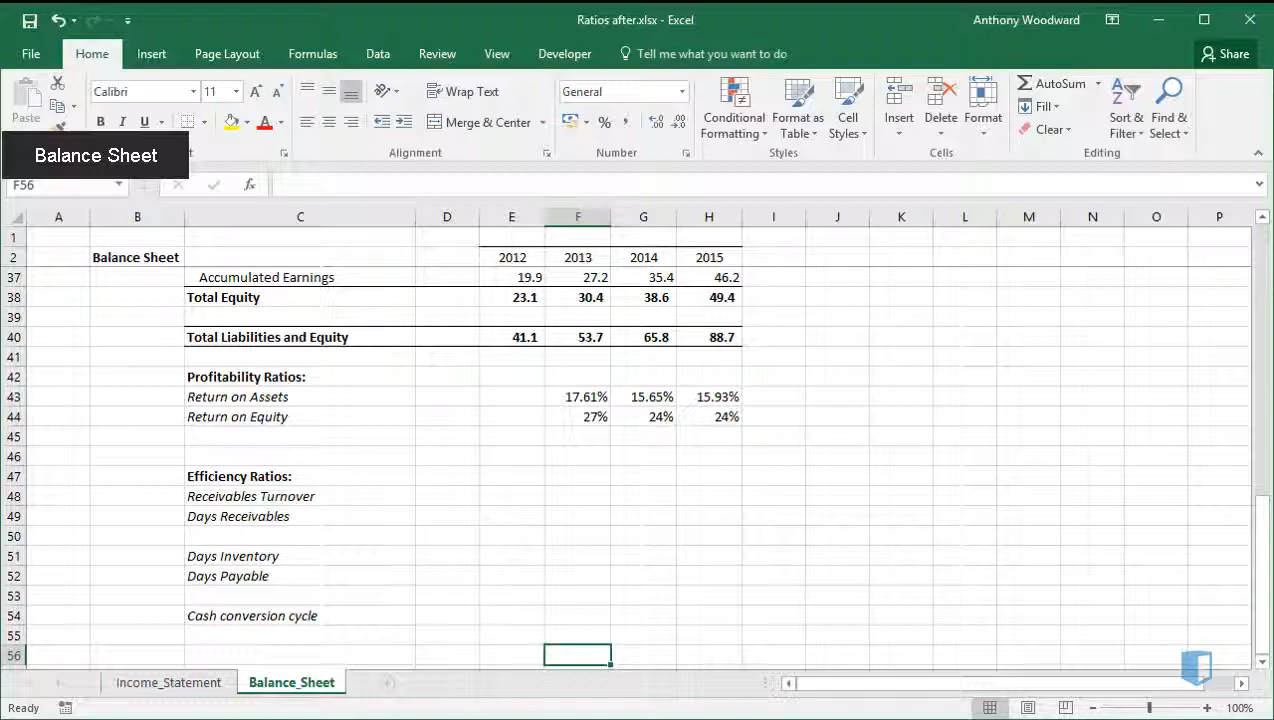 Ratios after.xlsx - Excel
Anthony Woodward
File Home Insert Page Layout Formulas Data Review View Developer Tell me what you want to do Share
Paste
Calibri 11
Wrap Text
General
B I U
Merge & Center
% ,
Conditional Formatting
Format as Table
Cell Styles
Insert
Delete
Format
AutoSum
Fill
Clear
Sort & Filter
Find & Select
Alignment Number Styles Cells Editing
Balance Sheet
F56
fx
A B C D E F G H I J K L M N O P
1
2 Balance Sheet 2012 2013 2014 2015
37 Accumulated Earnings 19.9 27.2 35.4 46.2
38 Total Equity 23.1 30.4 38.6 49.4
39
40 Total Liabilities and Equity 41.1 53.7 65.8 88.7
41
42 Profitability Ratios:
43 Return on Assets 17.61% 15.65% 15.93%
44 Return on Equity 27% 24% 24%
45
46
47 Efficiency Ratios:
48 Receivables Turnover
49 Days Receivables
50
51 Days Inventory
52 Days Payable
53
54 Cash conversion cycle
55
56
Income_Statement Balance_Sheet
Ready
100%